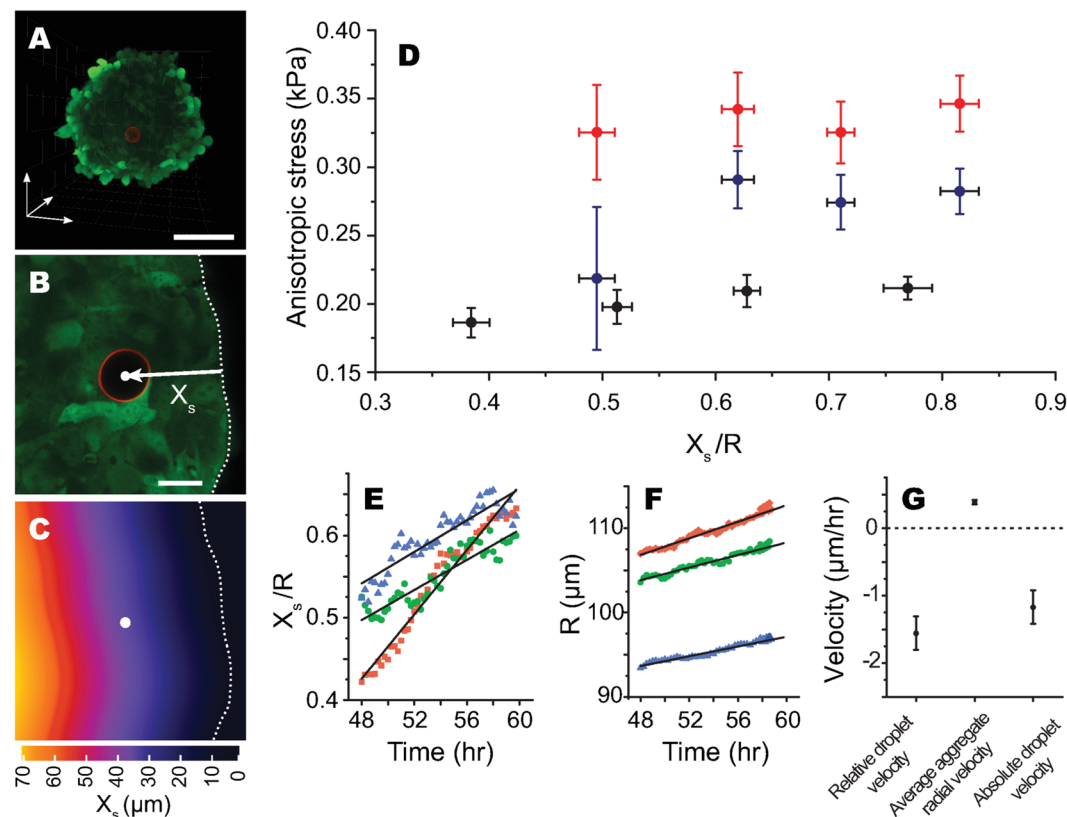 A
B
X_s
C
70 60 50 40 30 20 10 0
X_s (μm)
D
Anisotropic stress (kPa)
0.40
0.35
0.30
0.25
0.20
0.15
0.3 0.4 0.5 0.6 0.7 0.8 0.9
X_s/R
E
X_s/R
0.6
0.5
0.4
48 52 56 60
Time (hr)
F
R (μm)
110
100
90
48 52 56 60
Time (hr)
G
Velocity (μm/hr)
0
-1
-2
Relative droplet
velocity
Average aggregate
radial velocity
Absolute droplet
velocity